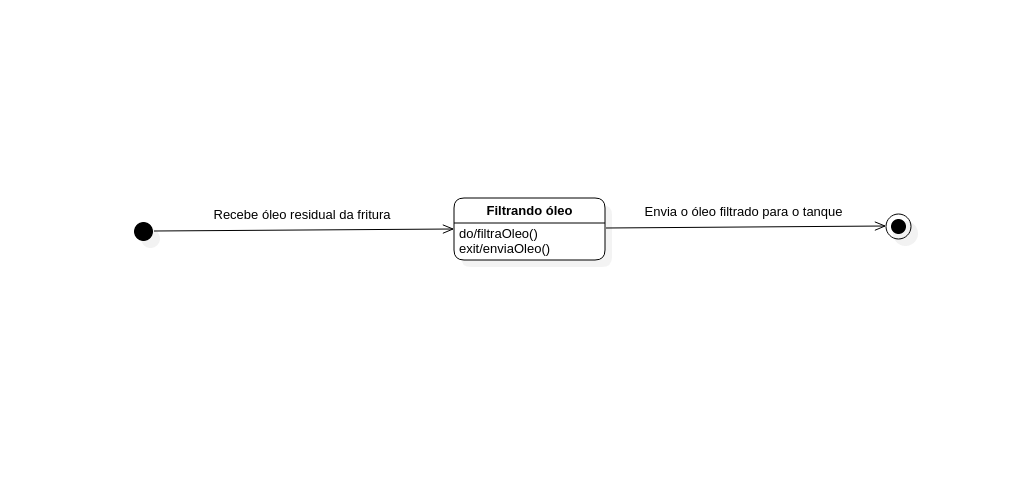 Recebe óleo residual da fritura
Filtrando óleo
do/filtraOleo()
exit/enviaOleo()
Envia o óleo filtrado para o tanque